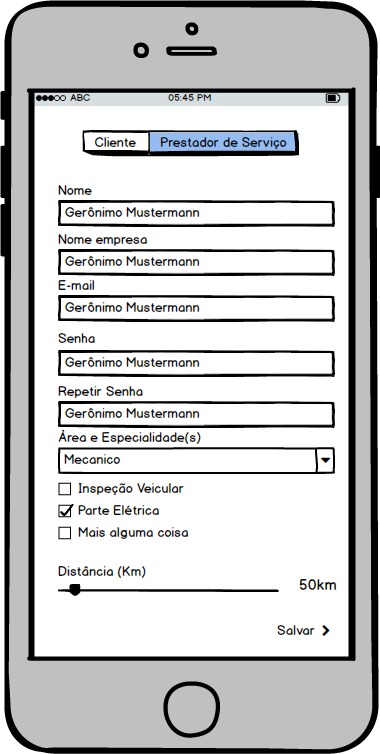 ABC 05:45 PM
Cliente Prestador de Serviço
Nome
Gerônimo Mustermann
Nome empresa
Gerônimo Mustermann
E-mail
Gerônimo Mustermann
Senha
Gerônimo Mustermann
Repetir Senha
Gerônimo Mustermann
Àrea e Especialidade(s)
Mecanico
Inspeção Veicular
Parte Elétrica
Mais alguma coisa
Distância (Km)
50km
Salvar